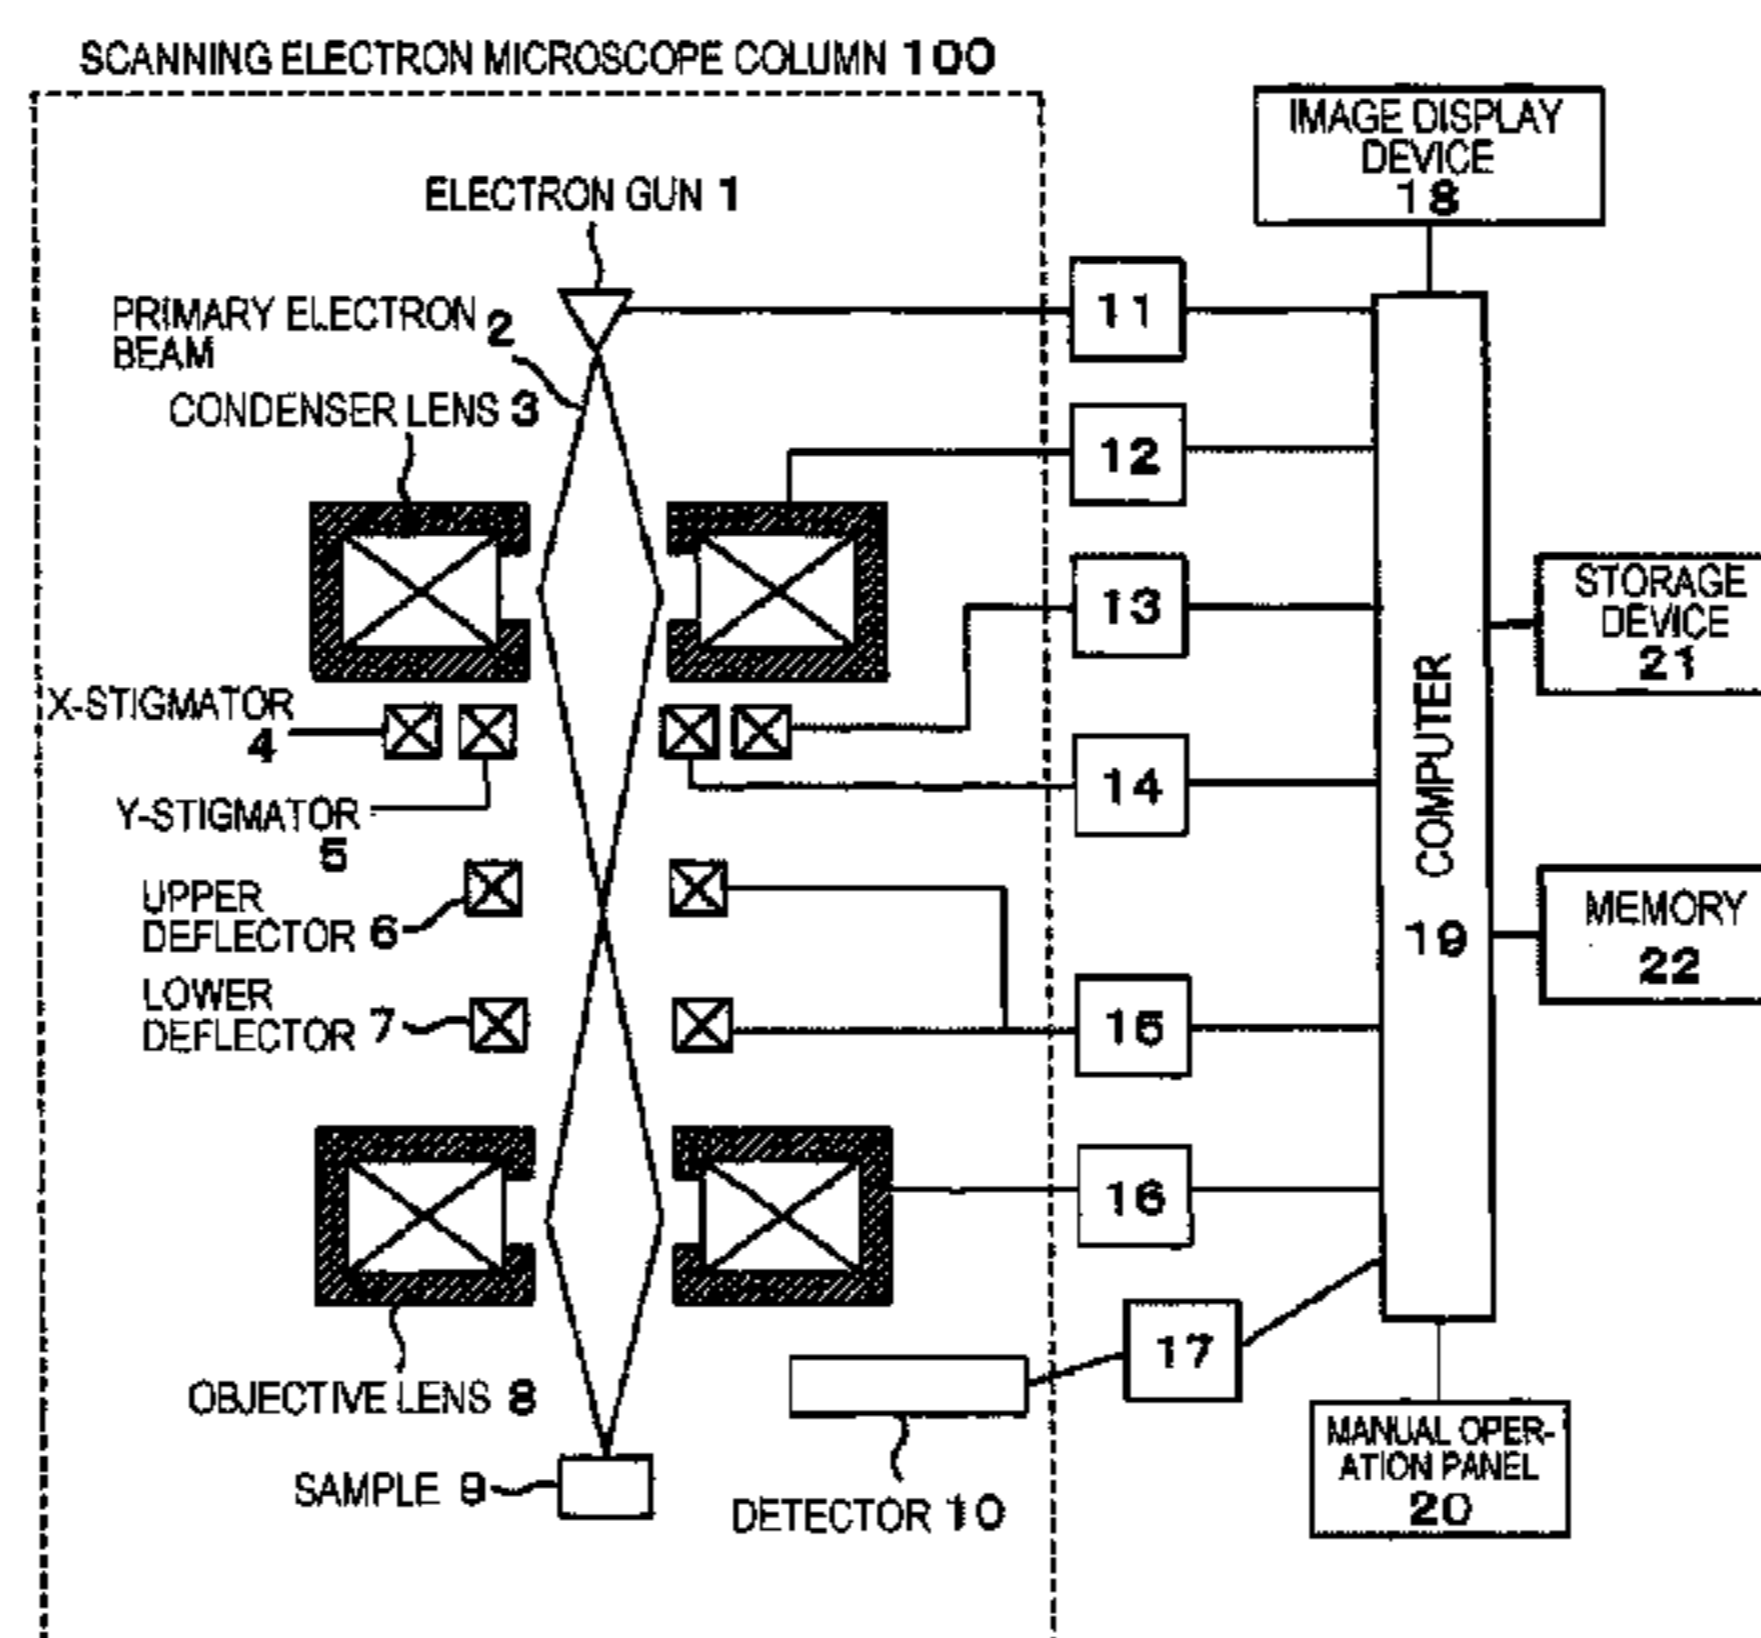 SCANNING ELECTRON MICROSCOPE COLUMN 100
IMAGE DISPLAY
DEVICE
18
ELECTRON GUN 1
PRIMARY ELECTRON 2
BEAM
CONDENSER LENS 3
11
12
13
14
15
16
17
X-STIGMATOR
4
Y-STIGMATOR
5
UPPER
DEFLECTOR 6
LOWER
DEFLECTOR 7
OBJECTIVE LENS 8
SAMPLE 9
DETECTOR 10
COMPUTER
19
STORAGE
DEVICE
21
MEMORY
22
MANUAL OPER-
ATION PANEL
20